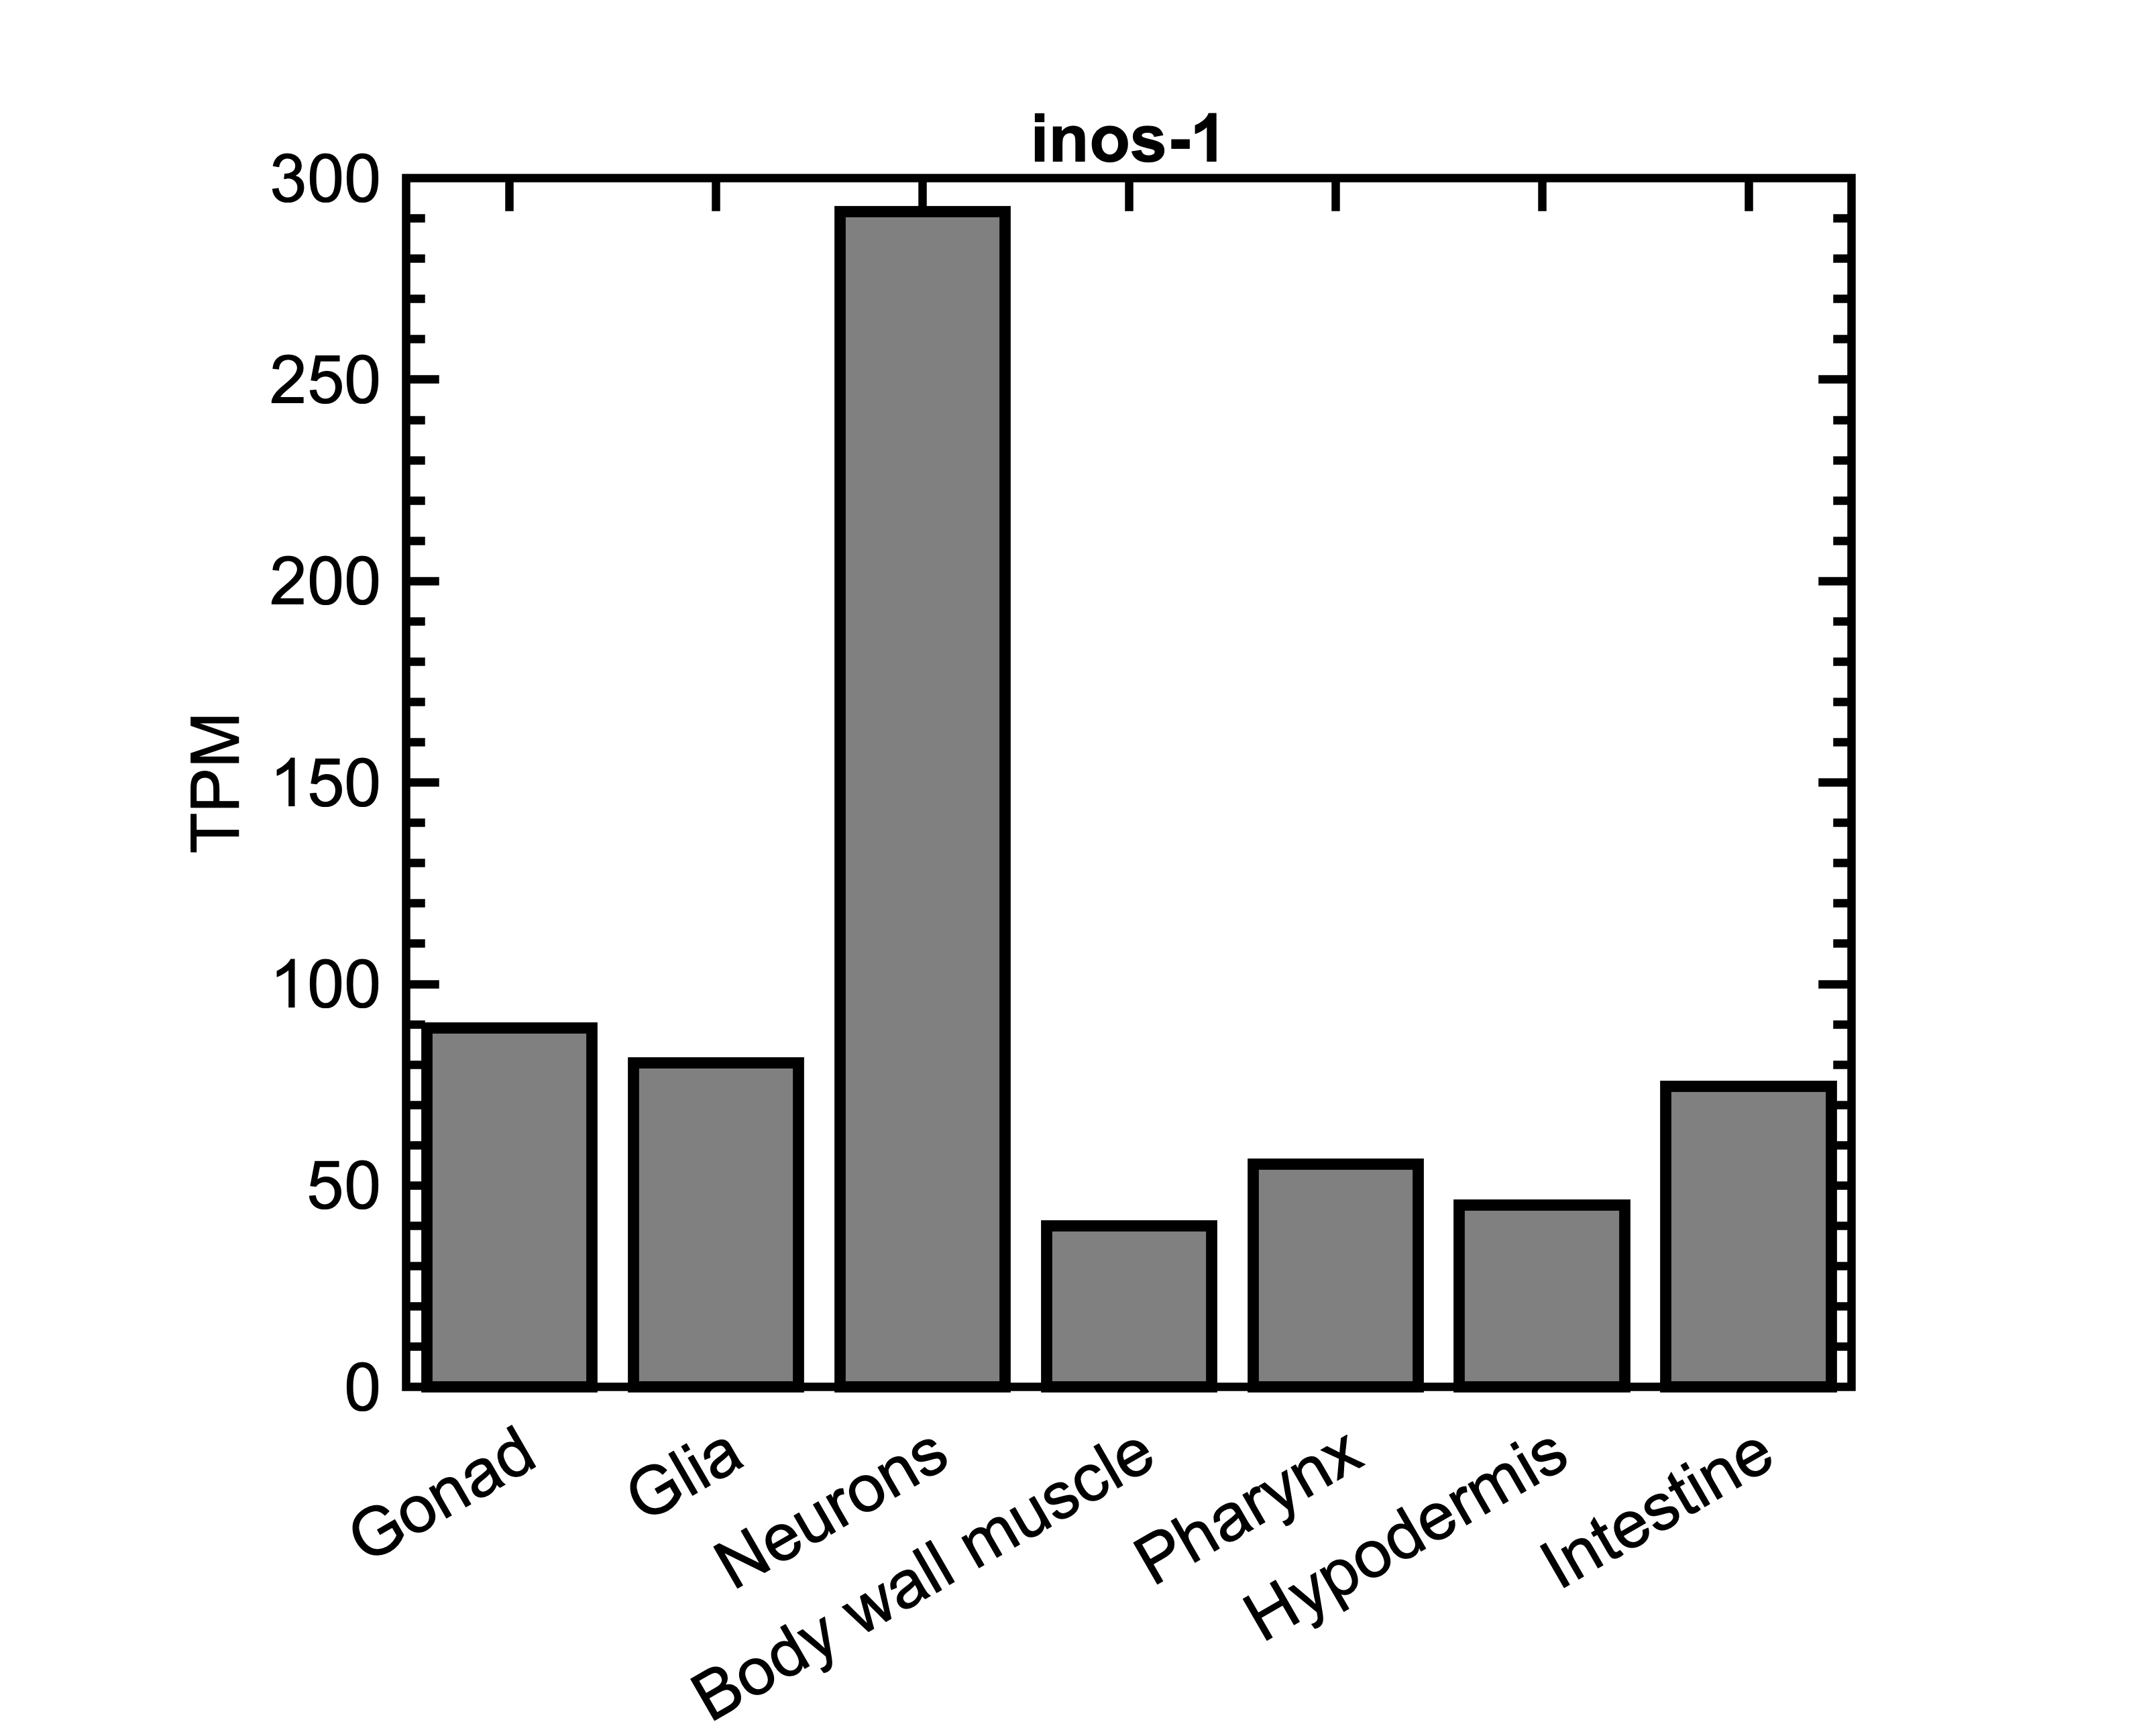 inos-1
300
250
200
150
100
50
0
TPM
Gonad
Glia
Neurons
Body wall muscle
Pharynx
Hypodermis
Intestine